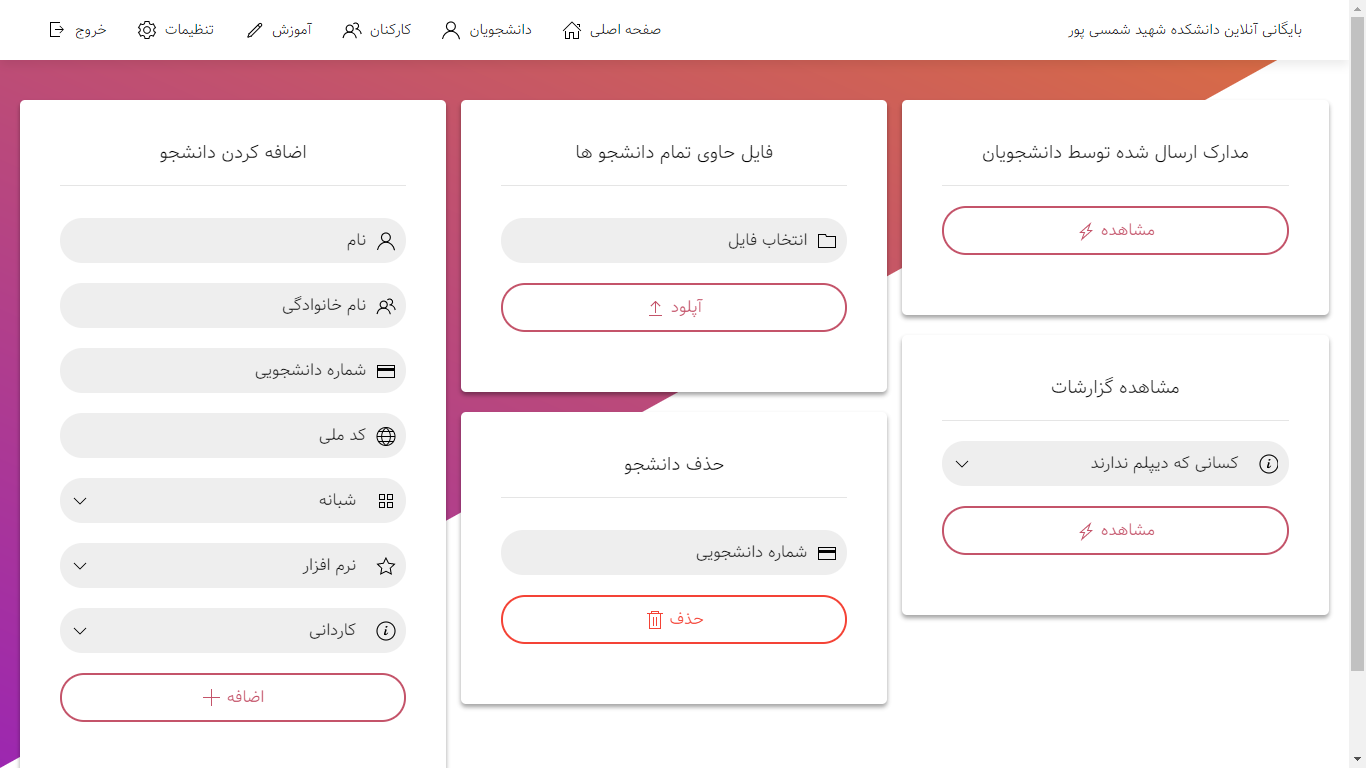 بایگانی آنلاین دانشکده شهید شمسی پور
صفحه اصلی
دانشجویان
کارکنان
آموزش
تنظیمات
خروج
مدارک ارسال شده توسط دانشجویان
مشاهده
مشاهده گزارشات
کسانی که دیپلم ندارند
مشاهده
فایل حاوی تمام دانشجو ها
انتخاب فایل
آپلود
حذف دانشجو
شماره دانشجویی
حذف
اضافه کردن دانشجو
نام
نام خانوادگی
شماره دانشجویی
کد ملی
شبانه
نرم افزار
کاردانی
اضافه